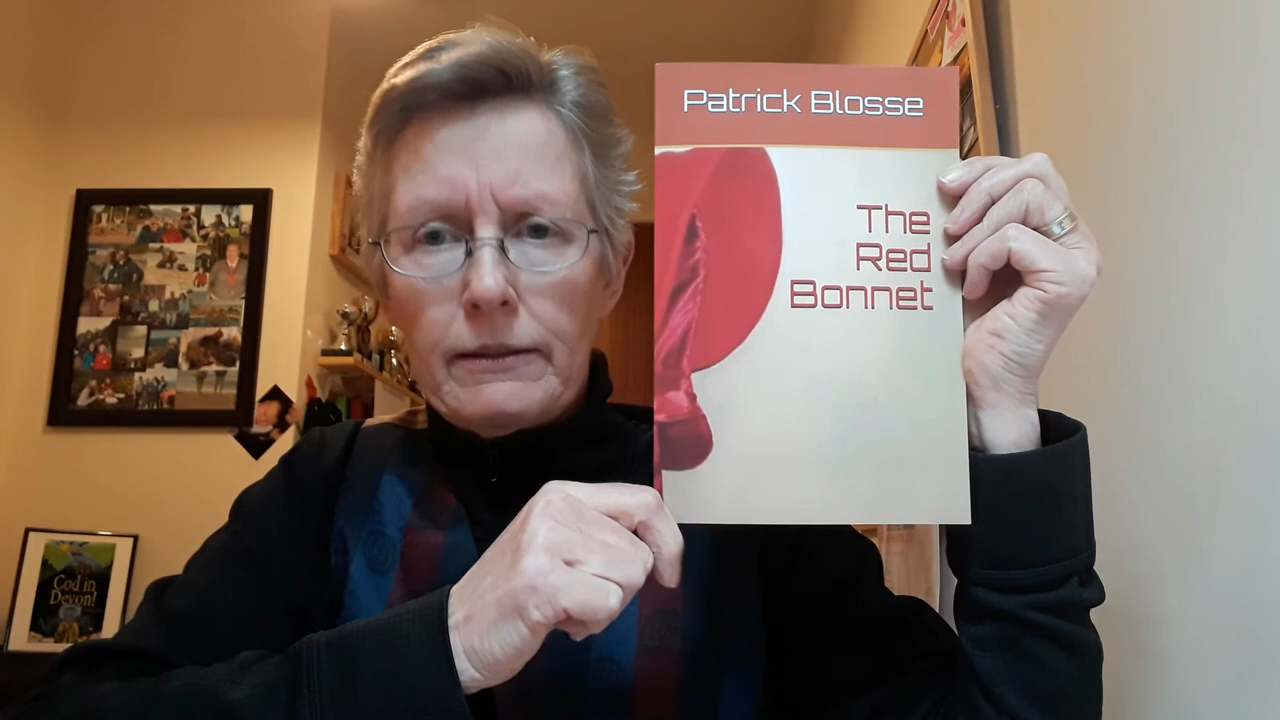 Patrick Blosse
The
Red
Bonnet
Cod in
Devon!